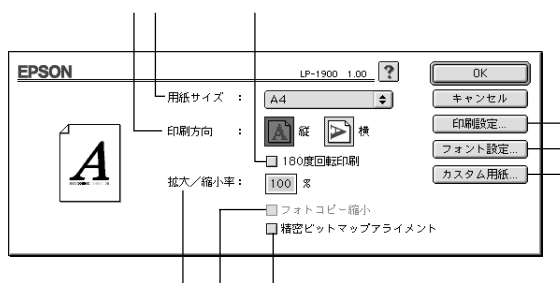 EPSON
LP-1900 1.00 ?
OK
用紙サイズ : A4
キャンセル
印刷方向 : 縦 横
印刷設定...
180度回転印刷
フォント設定...
拡大/縮小率: 100 %
カスタム用紙...
フォトコピー縮小
精密ビットマップアライメント
A